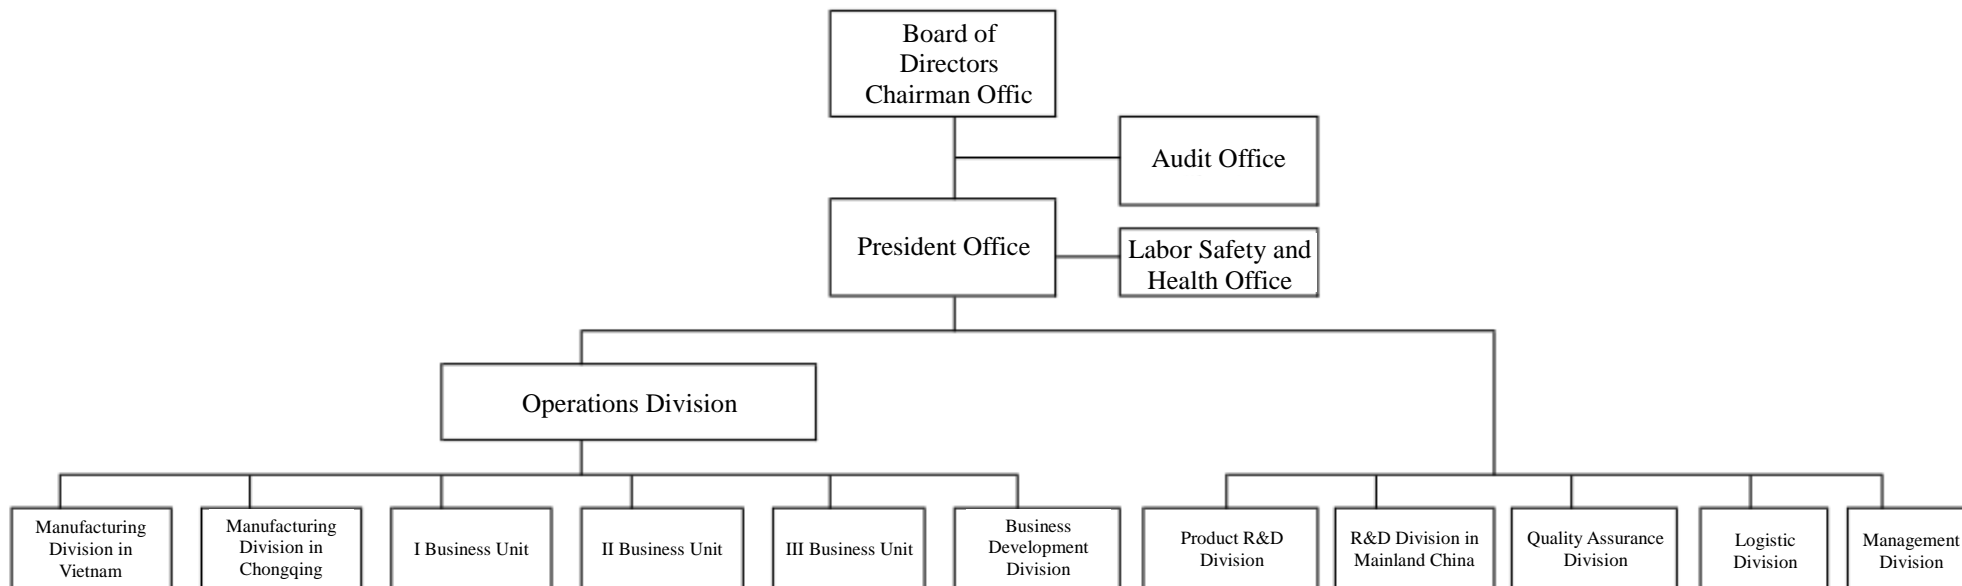 Board of
Directors
Chairman Offic
Audit Office
President Office
Labor Safety and
Health Office
Operations Division
Manufacturing
Division in
Vietnam
Manufacturing
Division in
Chongqing
I Business Unit
II Business Unit
III Business Unit
Business
Development
Division
Product R&D
Division
R&D Division in
Mainland China
Quality Assurance
Division
Logistic
Division
Management
Division